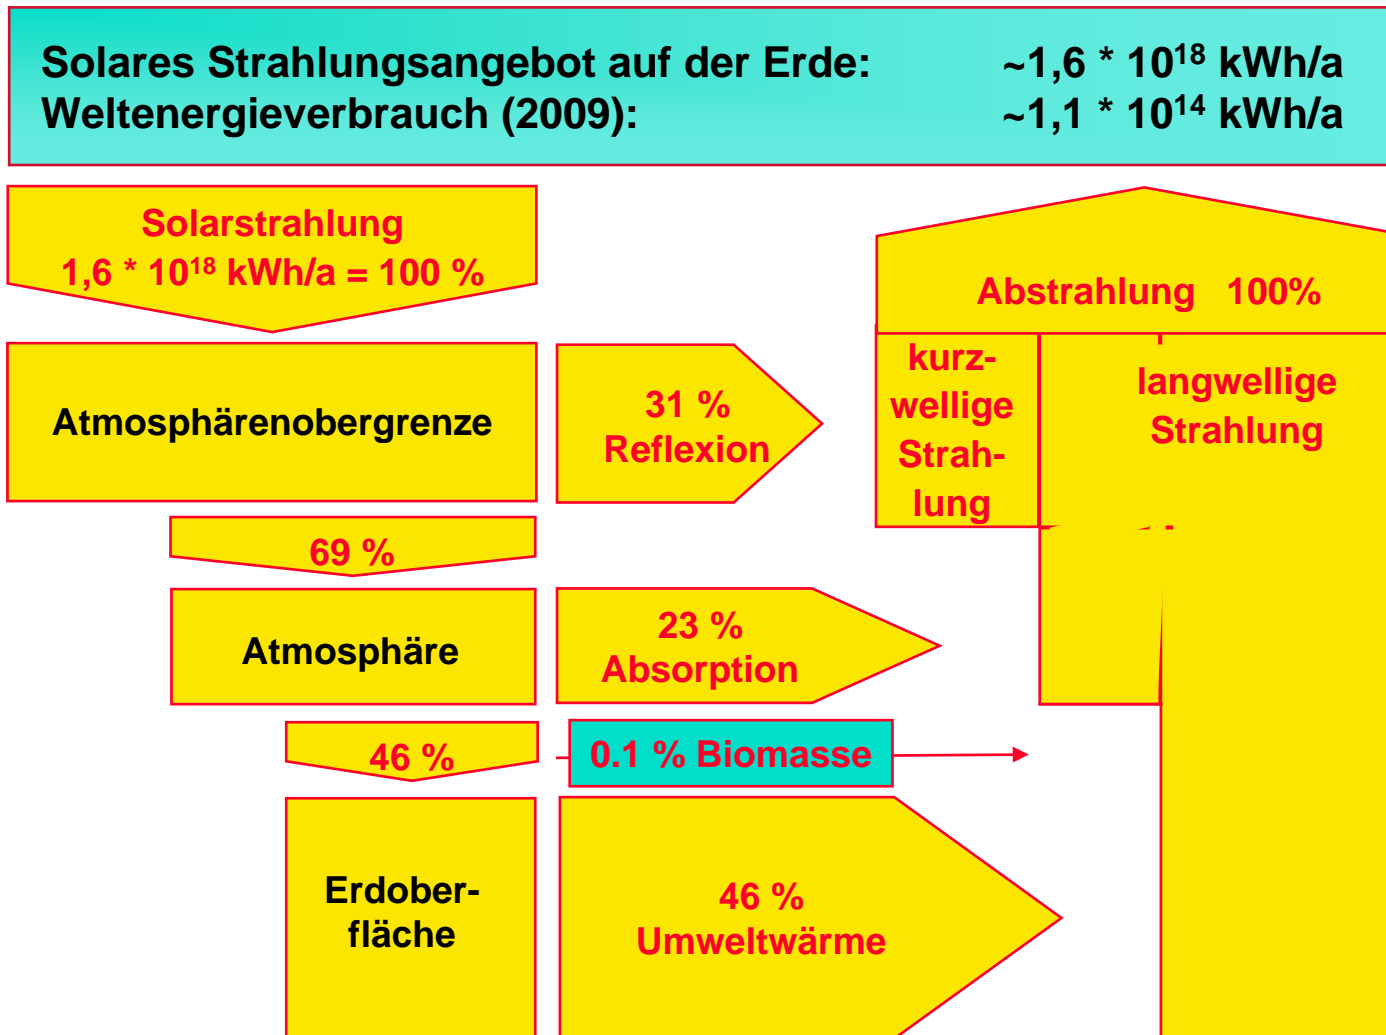 Solares Strahlungsangebot auf der Erde: ~1,6 * 10¹⁸ kWh/a
Weltenergieverbrauch (2009): ~1,1 * 10¹⁴ kWh/a
Solarstrahlung
1,6 * 10¹⁸ kWh/a = 100 %
Abstrahlung 100%
Atmosphärenobergrenze
31 %
Reflexion
kurz-
wellige
Strah-
lung
langwellige
Strahlung
69 %
Atmosphäre
23 %
Absorption
46 %
0.1 % Biomasse
Erdober-
fläche
46 %
Umweltwärme